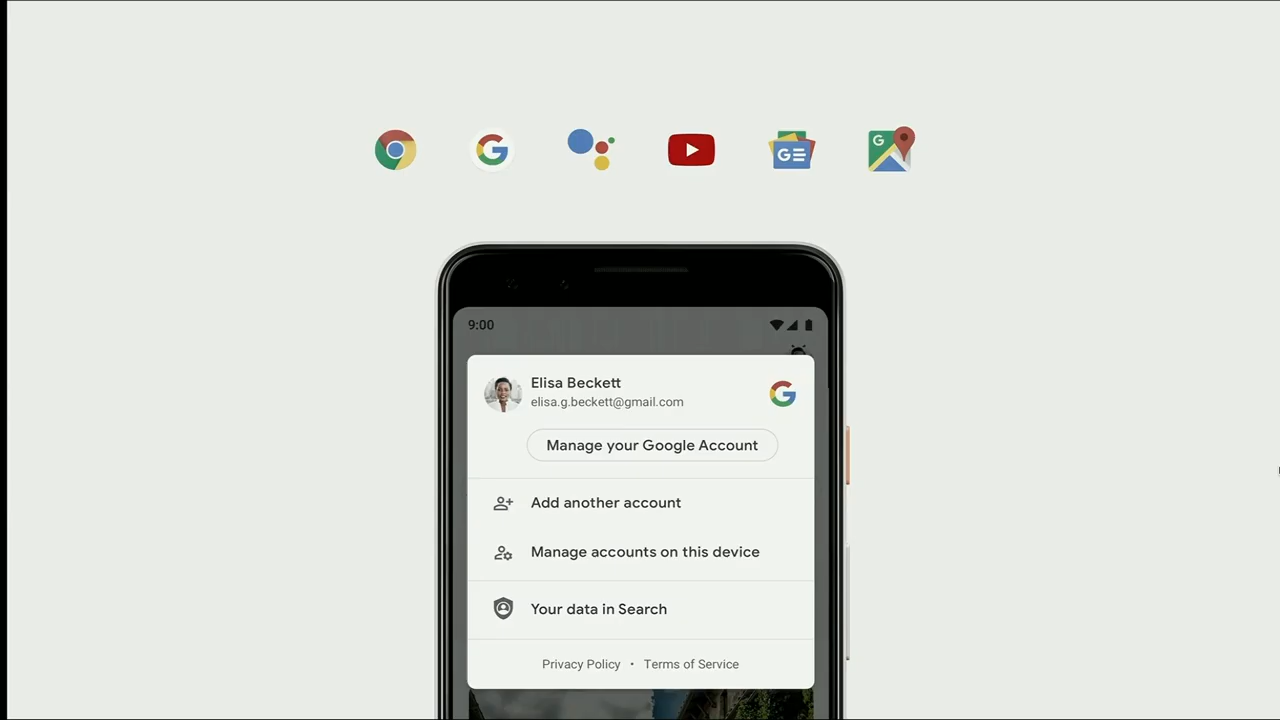 G
GE
G
9:00
Elisa Beckett
elisa.g.beckett@gmail.com
G
Manage your Google Account
Add another account
Manage accounts on this device
Your data in Search
Privacy Policy • Terms of Service